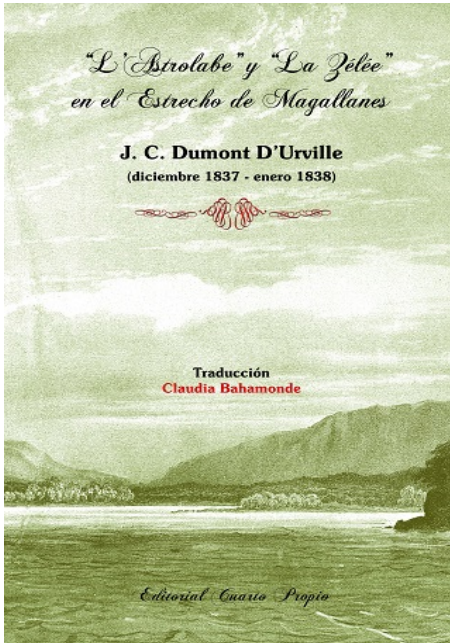 "L'Astrolabe" y "La Zélée"
en el Estrecho de Magallanes
J. C. Dumont D'Urville
(diciembre 1837 - enero 1838)
Traducción
Claudia Bahamonde
Editorial Cuarto Propio